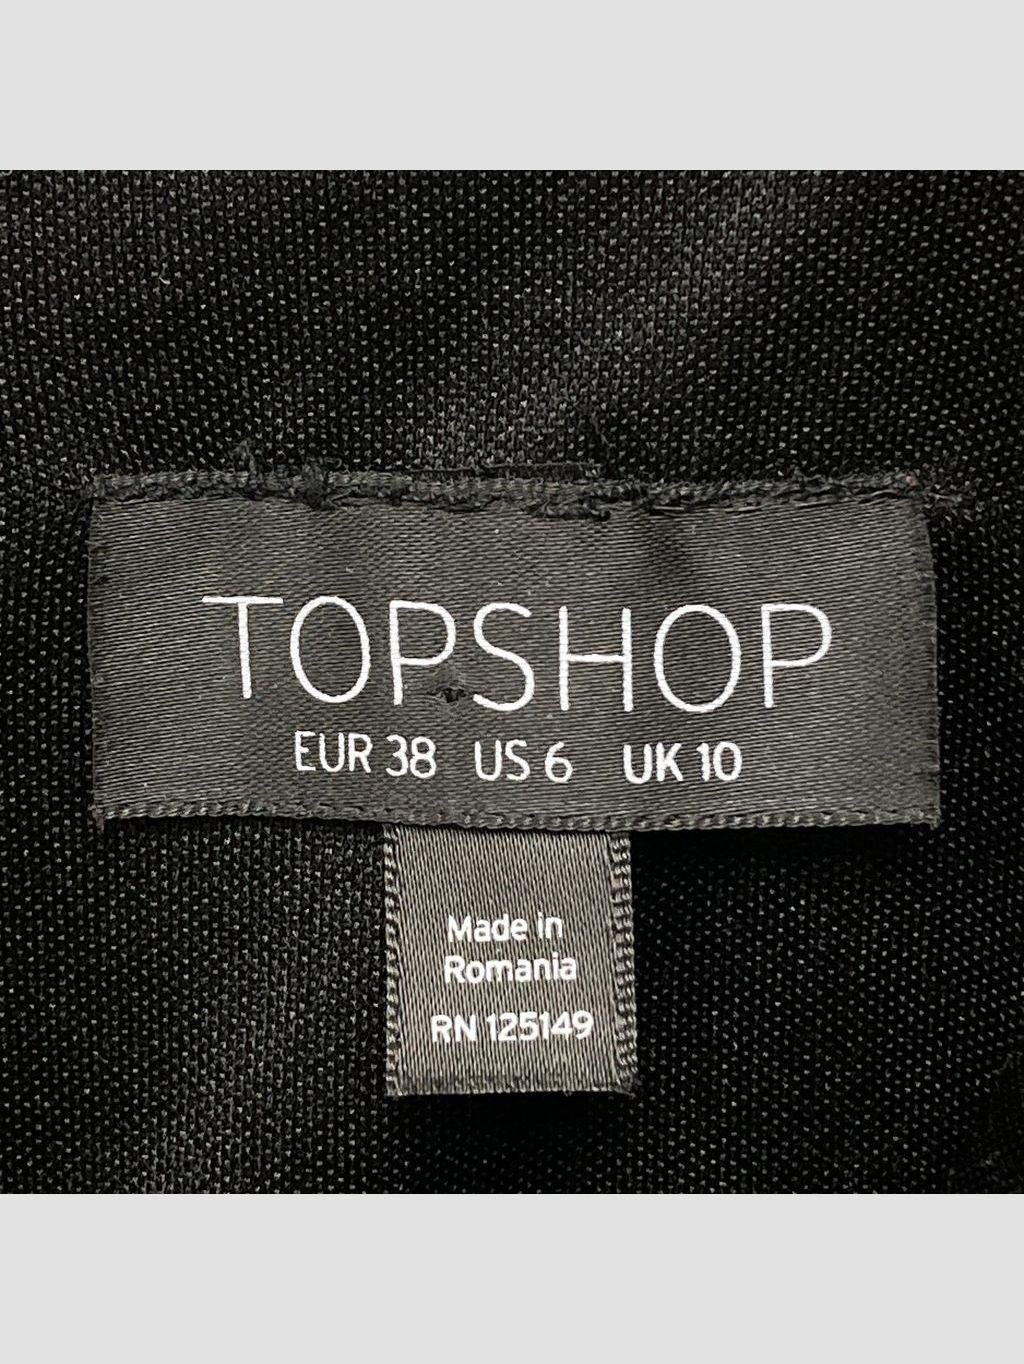 TOPSHOP
EUR 38 US 6 UK 10
Made in
Romania
RN 125149